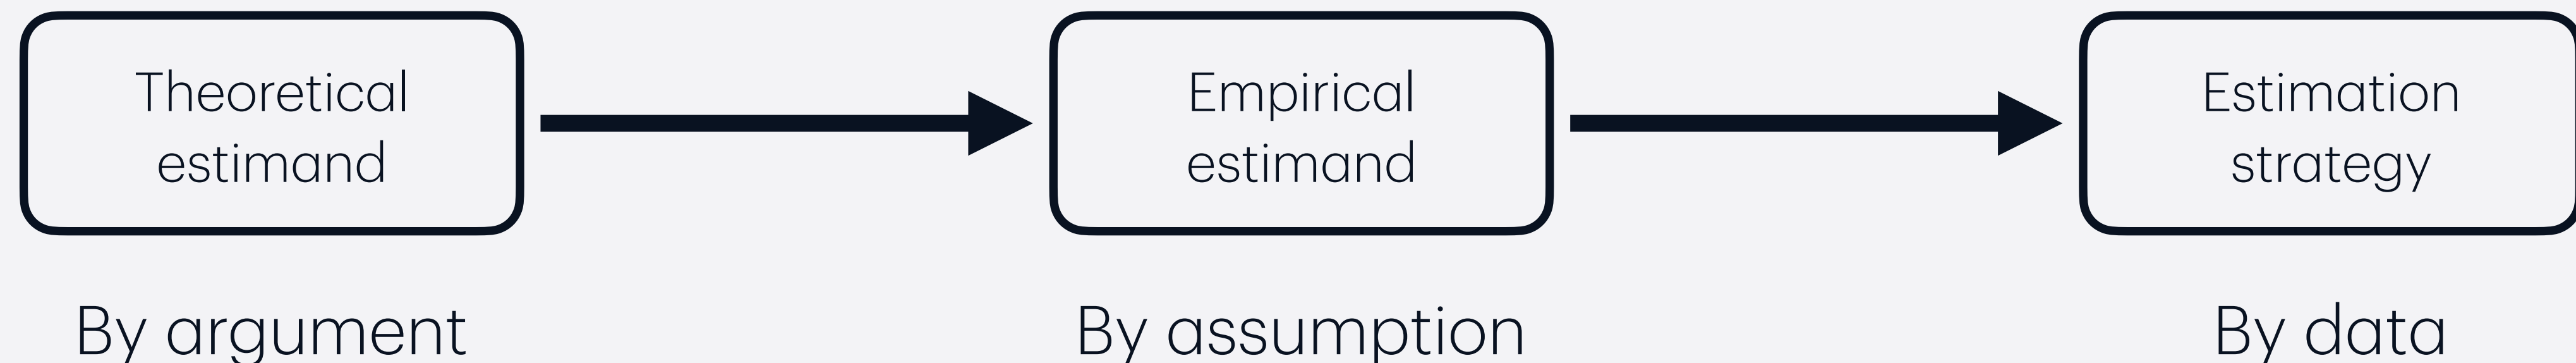 Theoretical
estimand
Empirical
estimand
Estimation
strategy
By argument
By assumption
By data